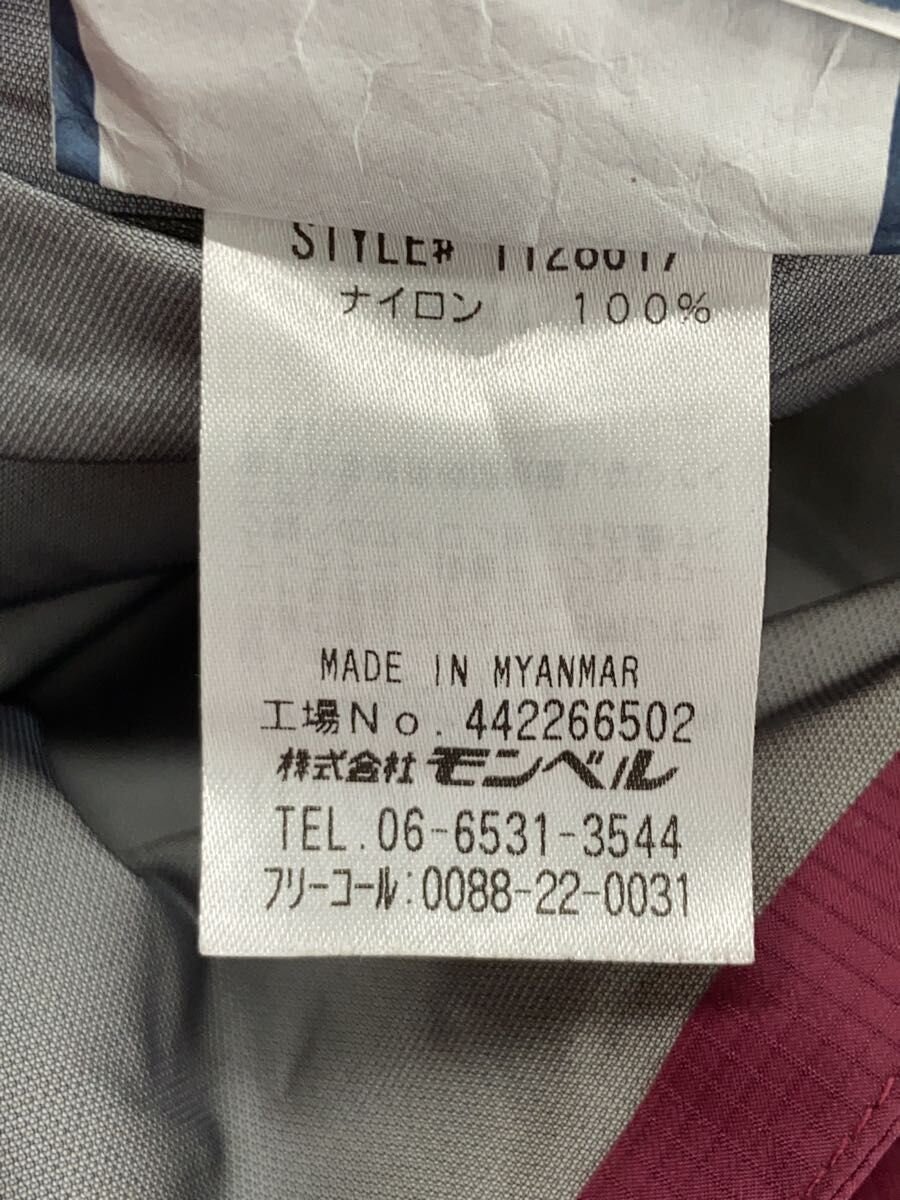 STYLE# 1128617
ナイロン 100%
MADE IN MYANMAR
工場No. 442266502
株式会社 モンベル
TEL. 06-6531-3544
フリーコール:0088-22-0031